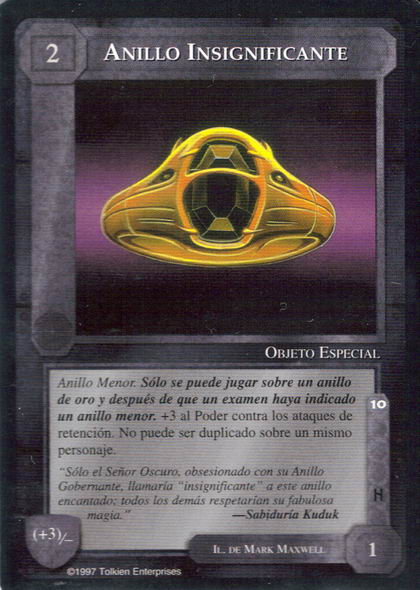 2
ANILLO INSIGNIFICANTE
OBJETO ESPECIAL
Anillo Menor. Sólo se puede jugar sobre un anillo
de oro y después de que un examen haya indicado
un anillo menor. +3 al Poder contra los ataques de
retención. No puede ser duplicado sobre un mismo
personaje.
10
“Sólo el Señor Oscuro, obsesionado con su Anillo
Gobernante, llamaría “insignificante” a este anillo
encantado; todos los demás respetarían su fabulosa
magia.” —Sabiduría Kuduk
(+3)/–
IL. DE MARK MAXWELL
1
©1997 Tolkien Enterprises